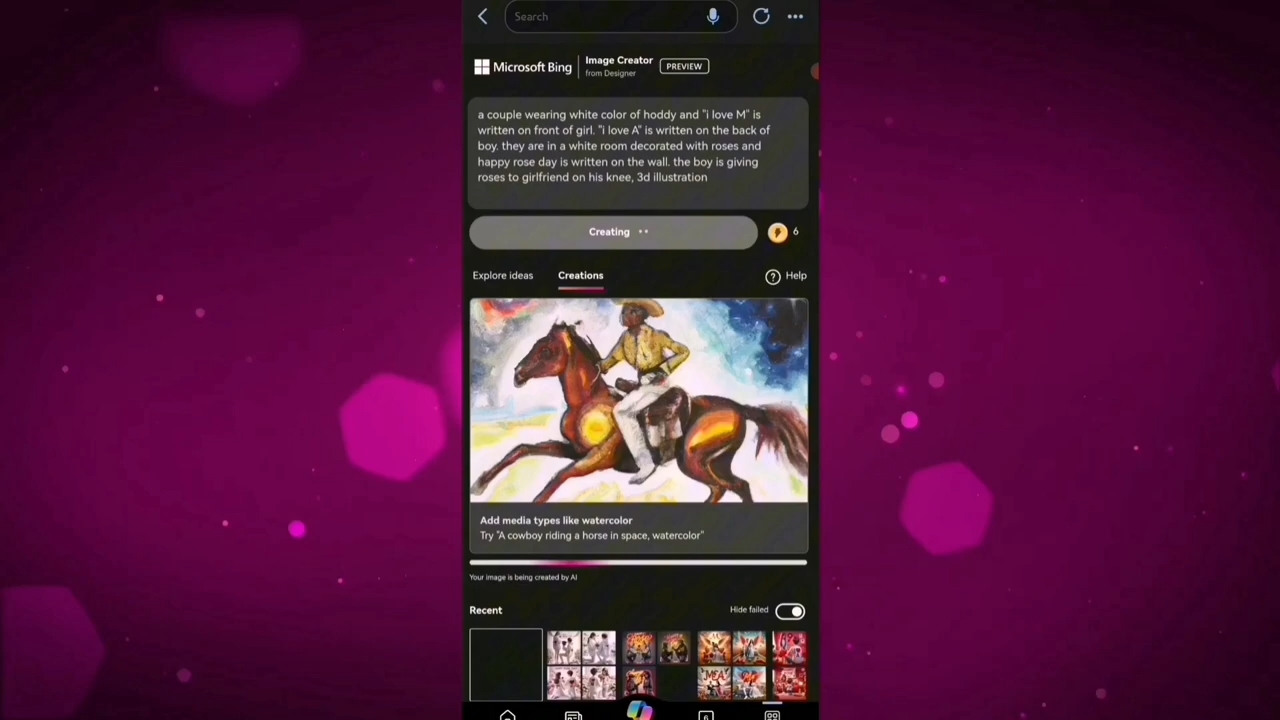 Search
Microsoft Bing
Image Creator
from Designer
PREVIEW
a couple wearing white color of hoddy and "i love M" is
written on front of girl. "i love A" is written on the back of
boy. they are in a white room decorated with roses and
happy rose day is written on the wall. the boy is giving
roses to girlfriend on his knee, 3d illustration
Creating
6
Explore ideas
Creations
Help
Add media types like watercolor
Try "A cowboy riding a horse in space, watercolor"
Your image is being created by AI
Recent
Hide failed